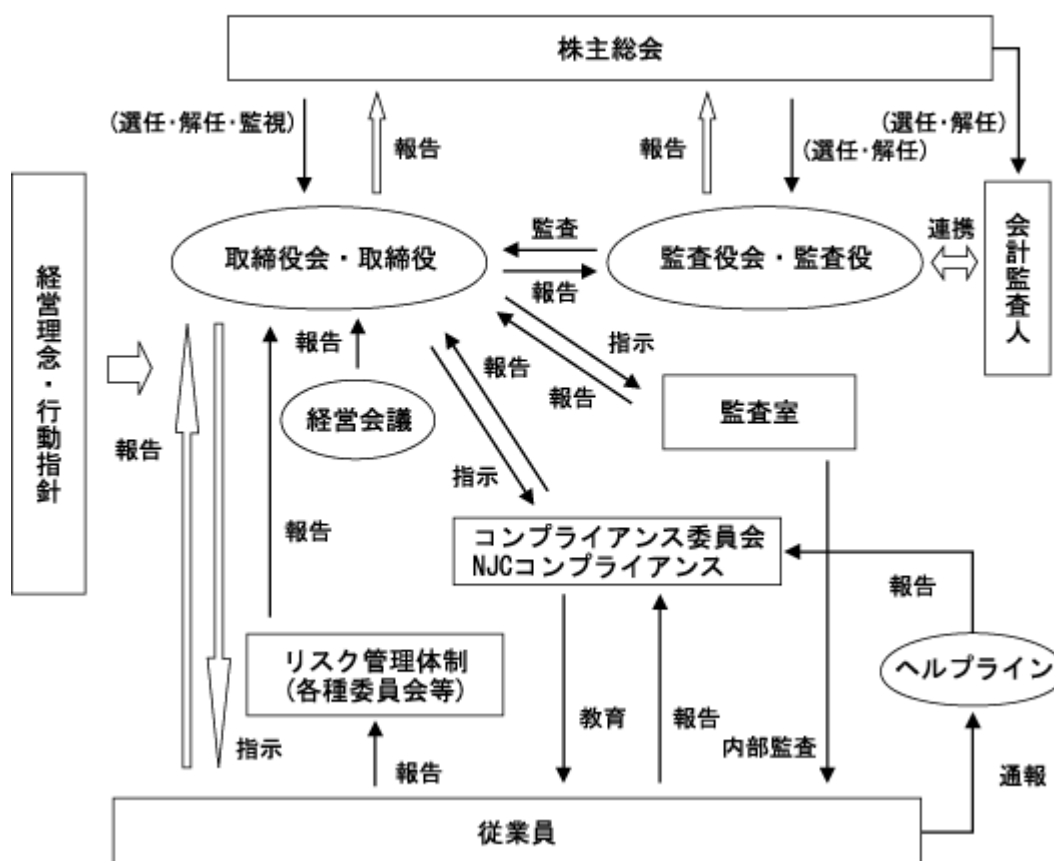 株主総会
(選任・解任・監視)
報告
報告
(選任・解任)
(選任・解任)
経営理念・行動指針
取締役会・取締役
監査
報告
監査役会・監査役
連携
会計監査人
報告
経営会議
報告
報告
指示
監査室
報告
指示
報告
コンプライアンス委員会
NJCコンプライアンス
報告
ヘルプライン
リスク管理体制
(各種委員会等)
指示
報告
教育
報告
内部監査
通報
従業員